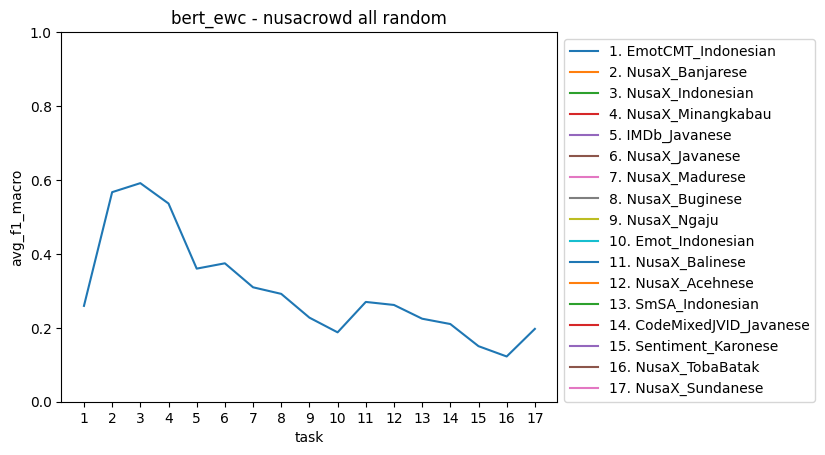 bert_ewc - nusacrowd all random
1.0
0.8
0.6
0.4
0.2
0.0
avg_f1_macro
1 2 3 4 5 6 7 8 9 10 11 12 13 14 15 16 17
task
1. EmotCMT_Indonesian
2. NusaX_Banjarese
3. NusaX_Indonesian
4. NusaX_Minangkabau
5. IMDb_Javanese
6. NusaX_Javanese
7. NusaX_Madurese
8. NusaX_Buginese
9. NusaX_Ngaju
10. Emot_Indonesian
11. NusaX_Balinese
12. NusaX_Acehnese
13. SmSA_Indonesian
14. CodeMixedJVID_Javanese
15. Sentiment_Karonese
16. NusaX_TobaBatak
17. NusaX_Sundanese